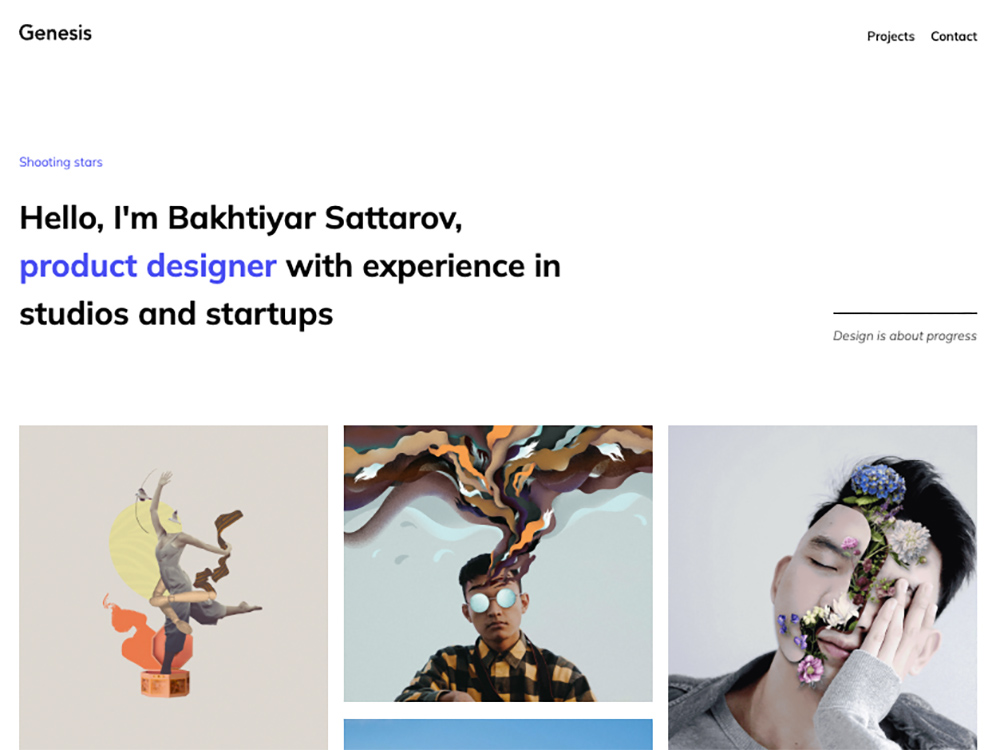 Genesis
Projects Contact
Shooting stars
Hello, I'm Bakhtiyar Sattarov,
product designer with experience in
studios and startups
Design is about progress